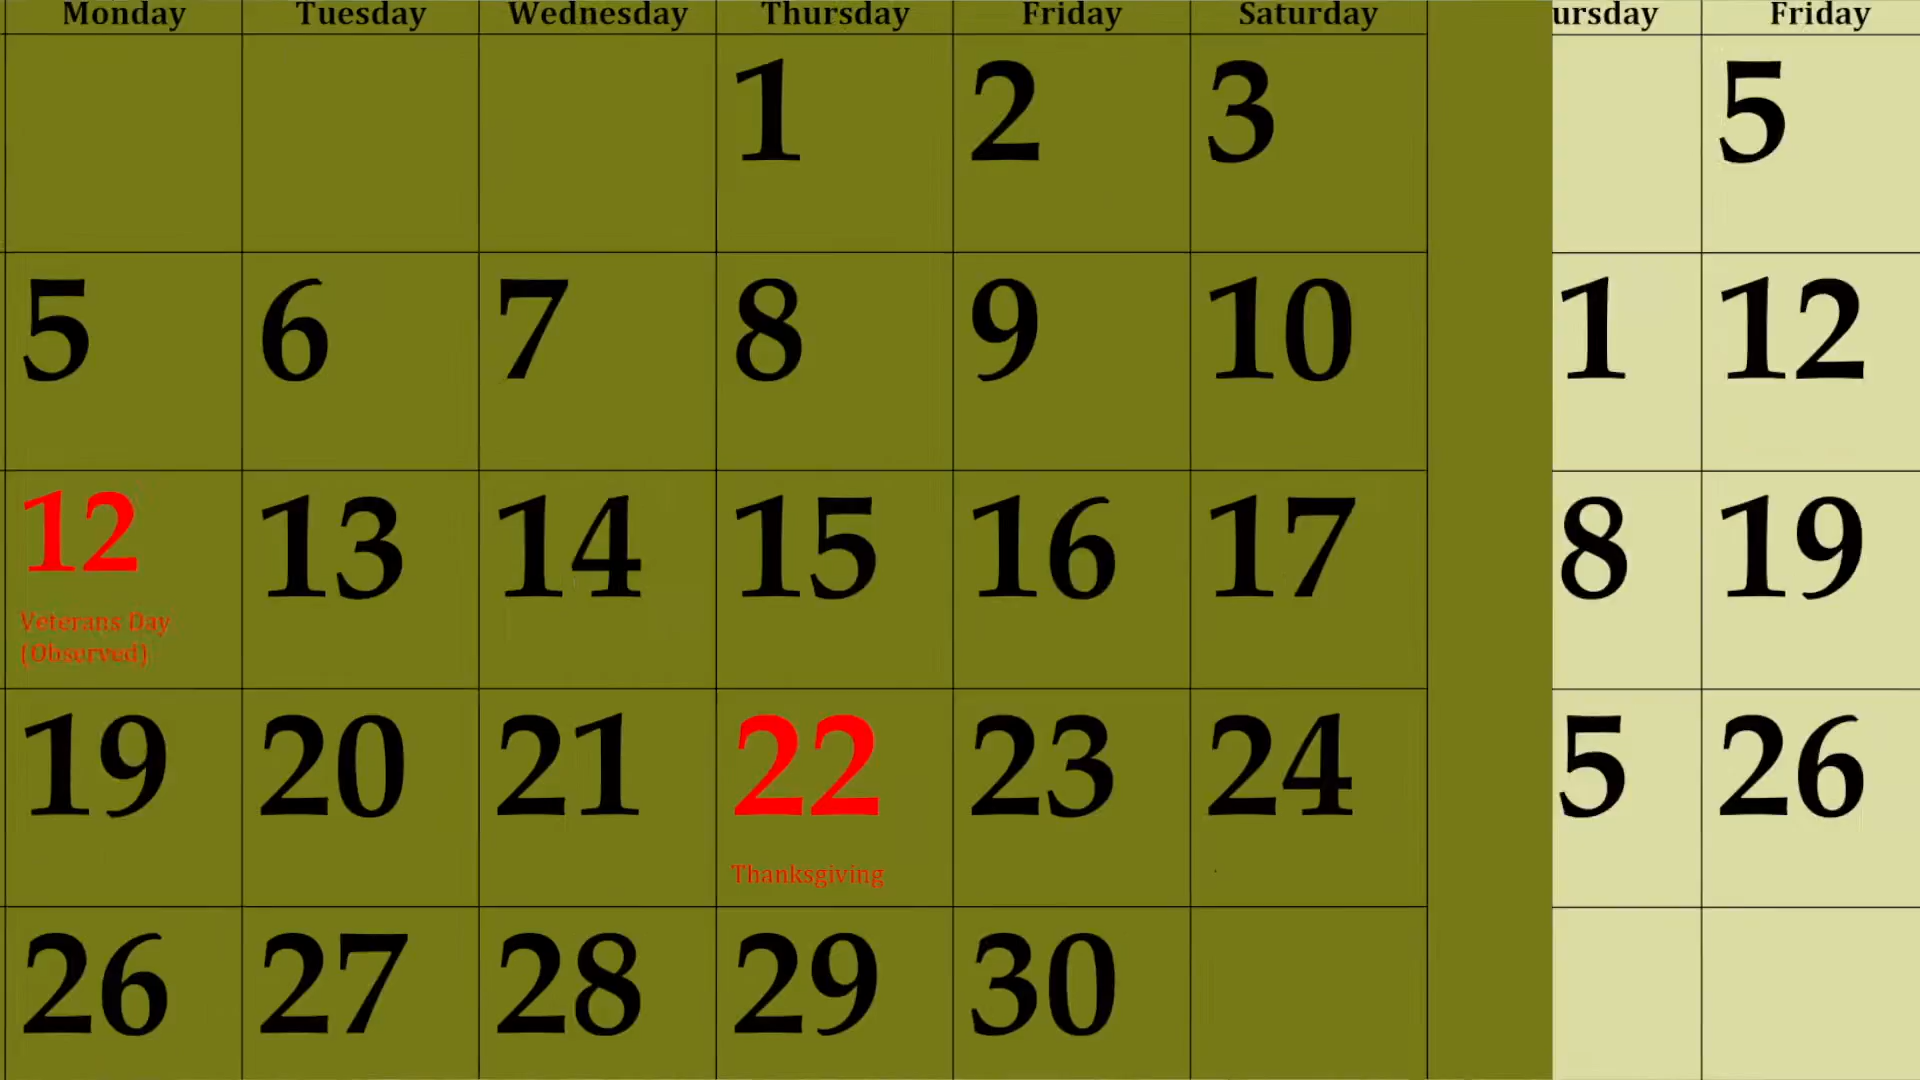 Monday Tuesday Wednesday Thursday Friday Saturday ursday Friday
1 2 3 5
5 6 7 8 9 10 1 12
12 13 14 15 16 17 8 19
Veterans Day
(Observed)
19 20 21 22 23 24 5 26
Thanksgiving
26 27 28 29 30